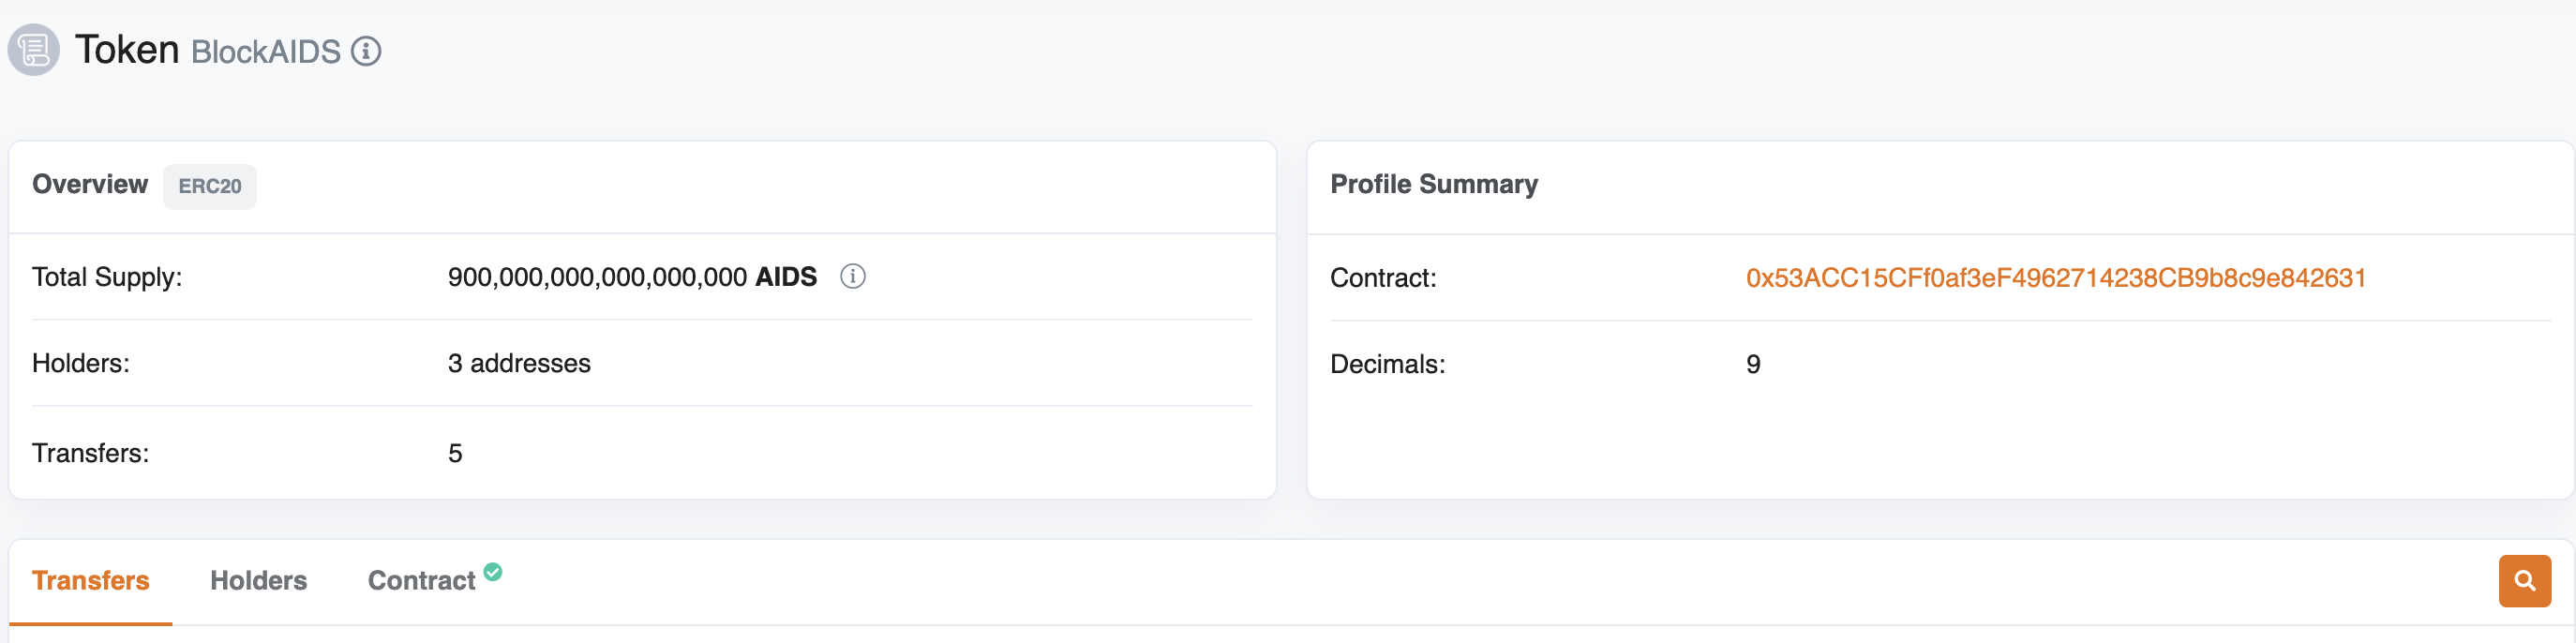 Token BlockAIDS
Overview ERC20
Total Supply: 900,000,000,000,000,000 AIDS
Holders: 3 addresses
Transfers: 5
Profile Summary
Contract: 0x53ACC15CFf0af3eF4962714238CB9b8c9e842631
Decimals: 9
Transfers Holders Contract